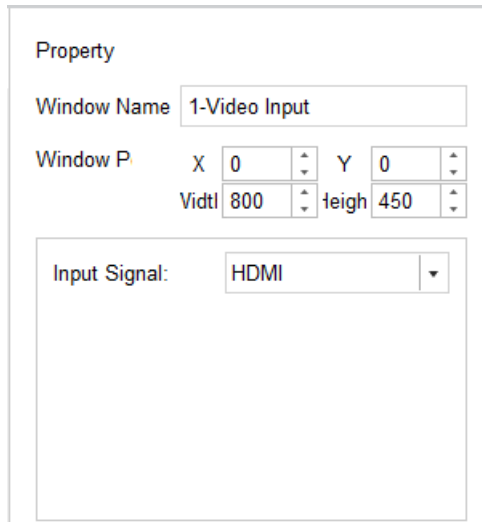 Property
Window Name 1-Video Input
Window P X 0 Y 0
Vidtl 800 Heigh 450
Input Signal: HDMI